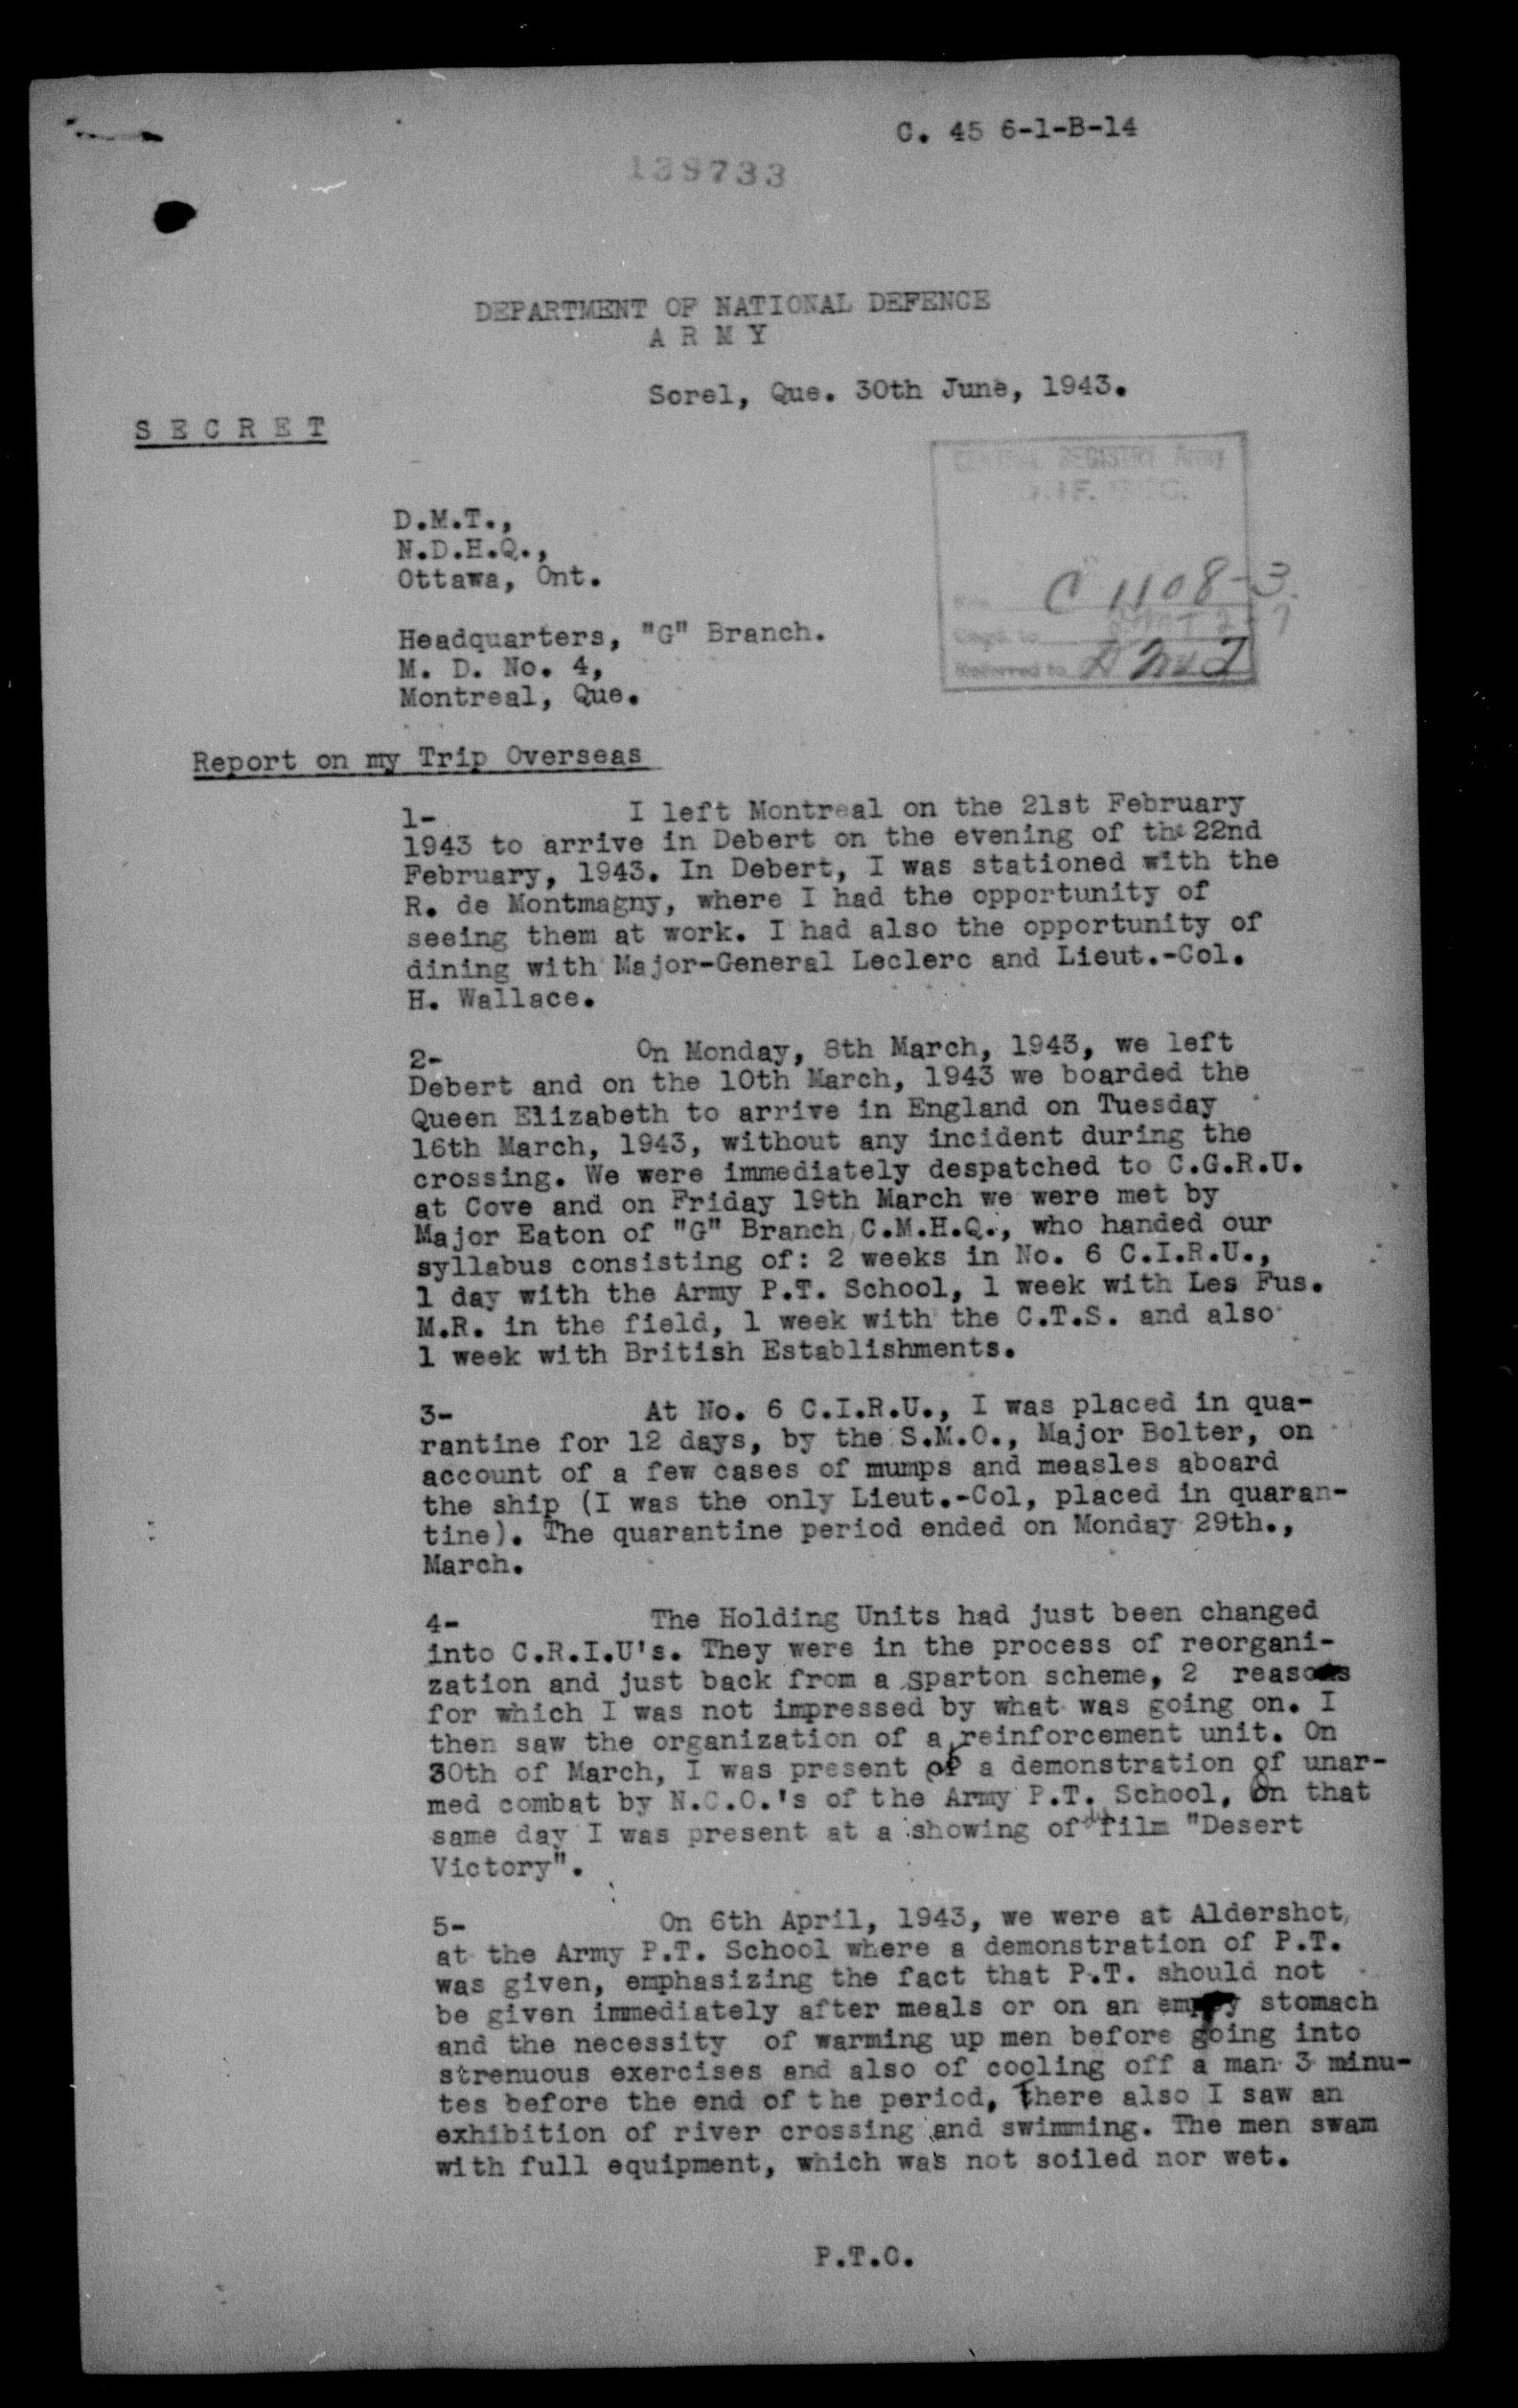 C. 45 6-1-B-14
139733
DEPARTMENT OF NATIONAL DEFENCE
A R M Y
Sorel, Que. 30th June, 1943.
S E C R E T
CENTRAL REGISTRY Army
C 1108-3
Referred to
D.M.T.,
N.D.H.Q.,
Ottawa, Ont.
Headquarters, "G" Branch.
M. D. No. 4,
Montreal, Que.
Report on my Trip Overseas
1- I left Montreal on the 21st February
1943 to arrive in Debert on the evening of the 22nd
February, 1943. In Debert, I was stationed with the
R. de Montmagny, where I had the opportunity of
seeing them at work. I had also the opportunity of
dining with Major-General Leclerc and Lieut.-Col.
H. Wallace.
2- On Monday, 8th March, 1943, we left
Debert and on the 10th March, 1943 we boarded the
Queen Elizabeth to arrive in England on Tuesday
16th March, 1943, without any incident during the
crossing. We were immediately despatched to C.G.R.U.
at Cove and on Friday 19th March we were met by
Major Eaton of "G" Branch, C.M.H.Q., who handed our
syllabus consisting of: 2 weeks in No. 6 C.I.R.U.,
1 day with the Army P.T. School, 1 week with Les Fus.
M.R. in the field, 1 week with the C.T.S. and also
1 week with British Establishments.
3- At No. 6 C.I.R.U., I was placed in qua-
rantine for 12 days, by the S.M.O., Major Bolter, on
account of a few cases of mumps and measles aboard
the ship (I was the only Lieut.-Col, placed in quaran-
tine). The quarantine period ended on Monday 29th.,
March.
4- The Holding Units had just been changed
into C.R.I.U's. They were in the process of reorgani-
zation and just back from a Sparton scheme, 2 reasons
for which I was not impressed by what was going on. I
then saw the organization of a reinforcement unit. On
30th of March, I was present of a demonstration of unar-
med combat by N.C.O.'s of the Army P.T. School, On that
same day I was present at a showing of film "Desert
Victory".
5- On 6th April, 1943, we were at Aldershot,
at the Army P.T. School where a demonstration of P.T.
was given, emphasizing the fact that P.T. should not
be given immediately after meals or on an empty stomach
and the necessity of warming up men before going into
strenuous exercises and also of cooling off a man 3 minu-
tes before the end of the period, There also I saw an
exhibition of river crossing and swimming. The men swam
with full equipment, which was not soiled nor wet.
P.T.O.